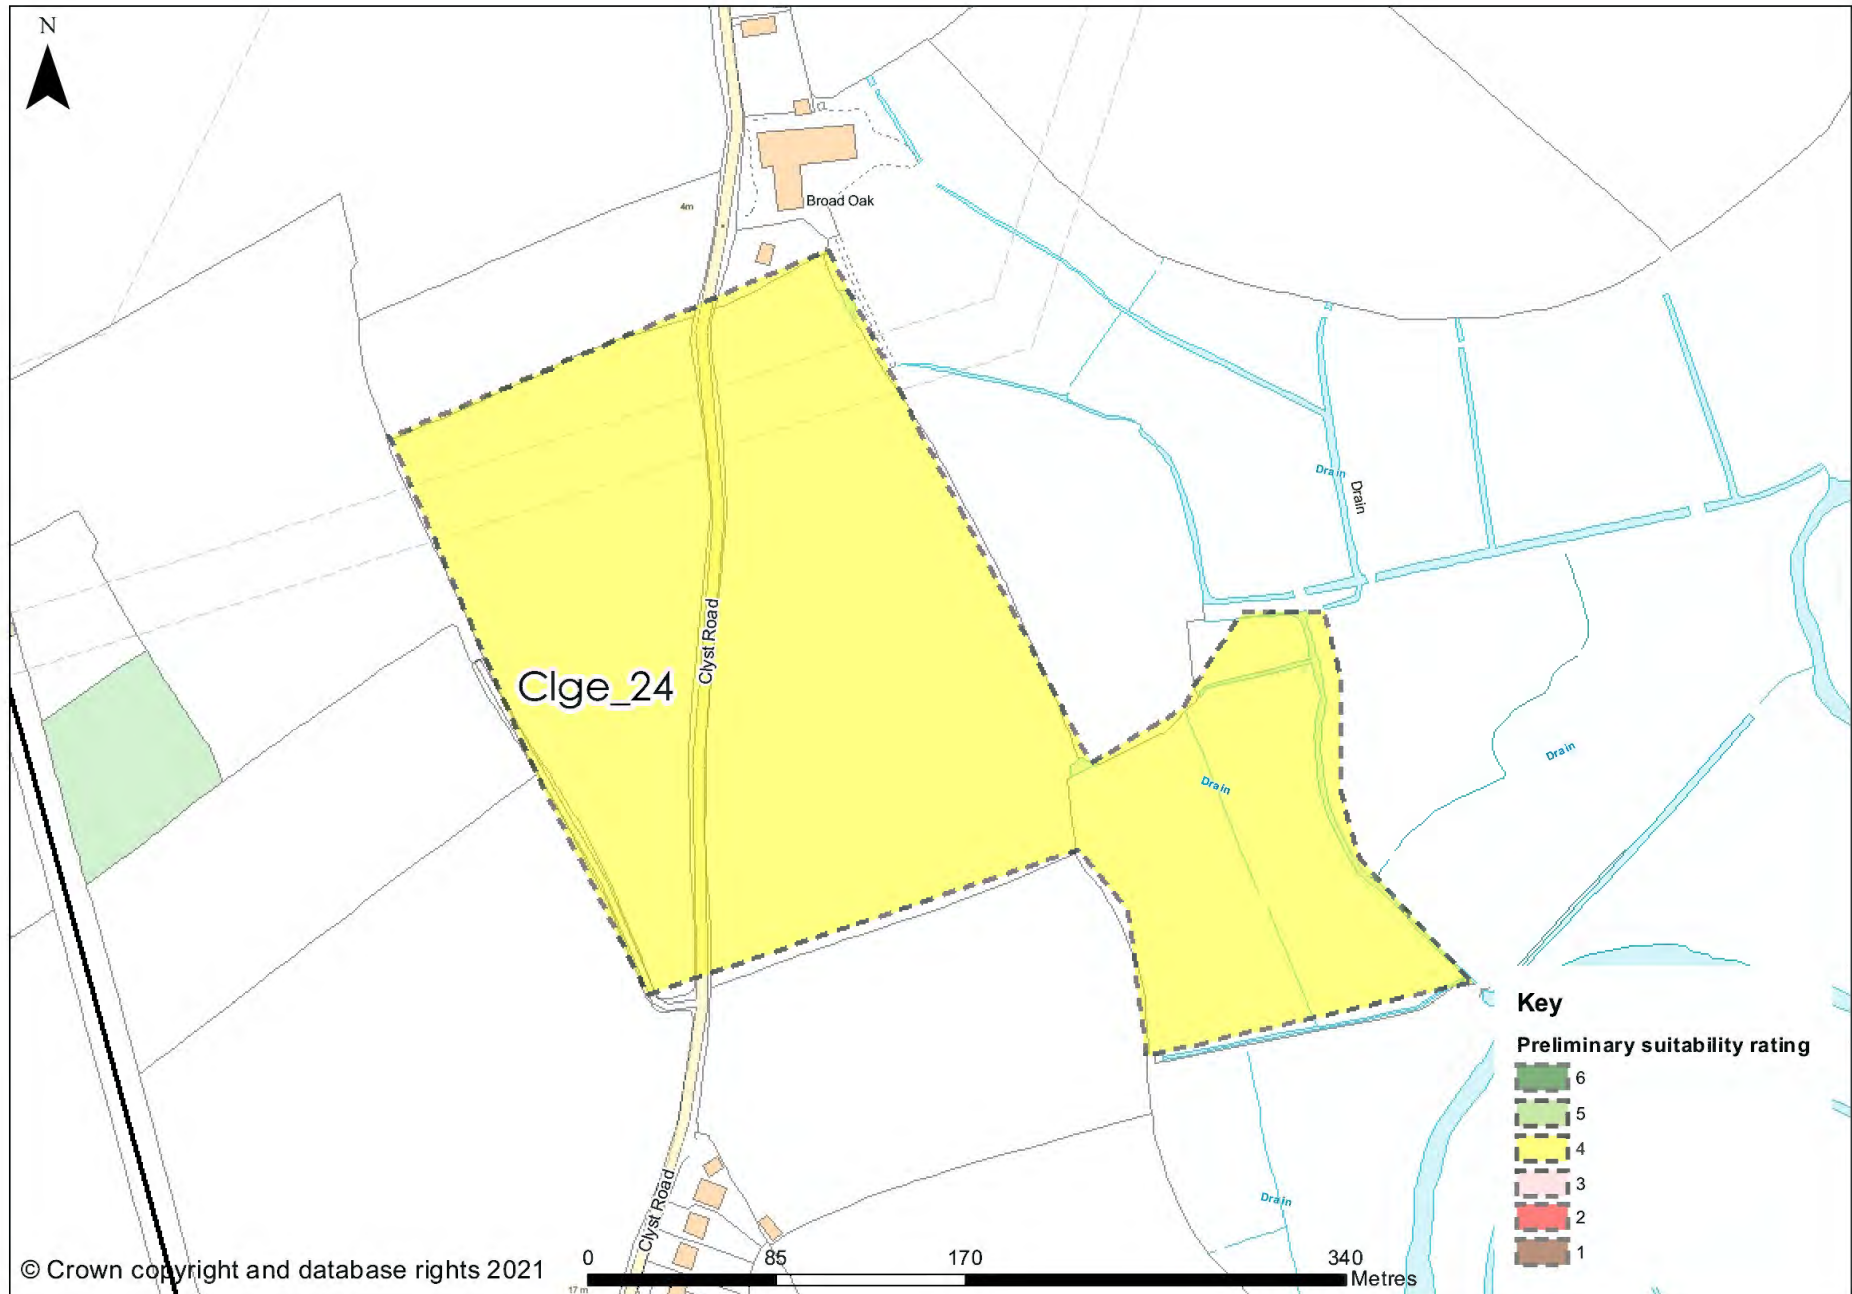 N
4m
Broad Oak
Drain
Drain
Clyst Road
Clge_24
Drain
Drain
Key
Preliminary suitability rating
6
5
4
3
2
1
Drain
Clyst Road
0 85 170 340
Metres
© Crown copyright and database rights 2021
17 m